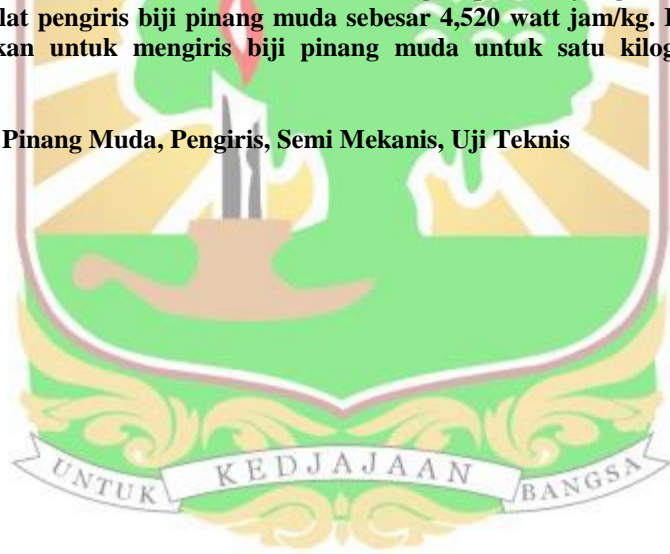 lat pengiris biji pinang muda sebesar 4,520 watt jam/kg.
kan untuk mengiris biji pinang muda untuk satu kilog
Pinang Muda, Pengiris, Semi Mekanis, Uji Teknis
UNTUK KEDJAJAAN BANGSA